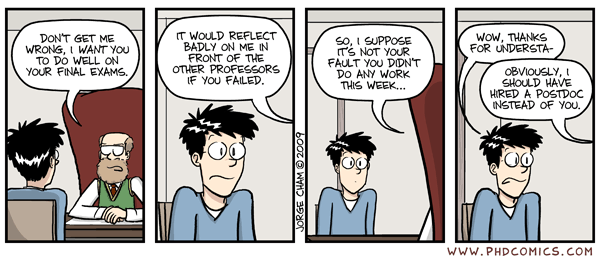 DON'T GET ME
WRONG, I WANT YOU
TO DO WELL ON
YOUR FINAL EXAMS.
IT WOULD REFLECT
BADLY ON ME IN
FRONT OF THE
OTHER PROFESSORS
IF YOU FAILED.
JORGE CHAM © 2009
SO, I SUPPOSE
IT'S NOT YOUR
FAULT YOU DIDN'T
DO ANY WORK
THIS WEEK...
WOW, THANKS
FOR UNDERSTA-
OBVIOUSLY, I
SHOULD HAVE
HIRED A POSTDOC
INSTEAD OF YOU.
WWW.PHDCOMICS.COM